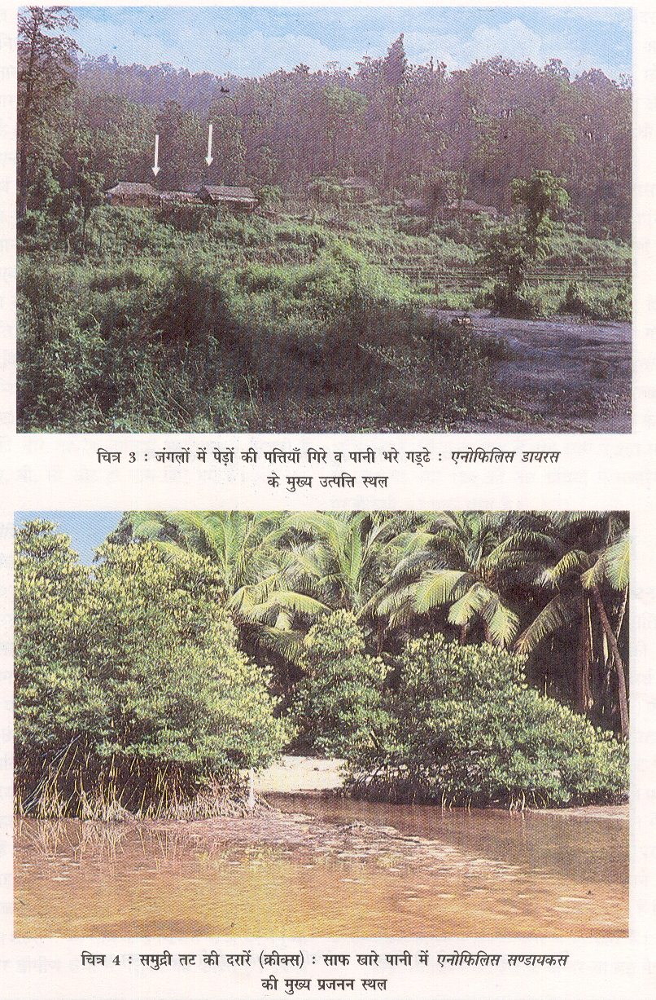 चित्र 3 : जंगलों में पेड़ों की पत्तियाँ गिरे व पानी भरे गड्ढे : एनोफिलिस डायरस
के मुख्य उत्पत्ति स्थल
चित्र 4 : समुद्री तट की दरारें (क्रीक्स) : साफ खारे पानी में एनोफिलिस सण्डायकस
की मुख्य प्रजनन स्थल